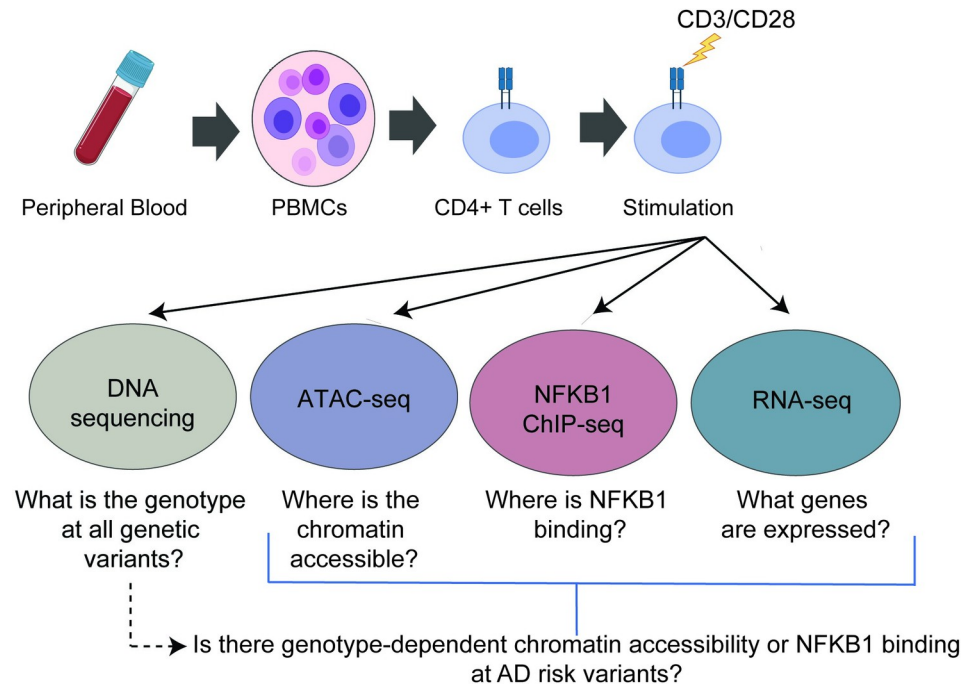 CD3/CD28
Peripheral Blood
PBMCs
CD4+ T cells
Stimulation
DNA
sequencing
ATAC-seq
NFKB1
ChIP-seq
RNA-seq
What is the genotype
at all genetic
variants?
Where is the
chromatin
accessible?
Where is NFKB1
binding?
What genes
are expressed?
Is there genotype-dependent chromatin accessibility or NFKB1 binding
at AD risk variants?